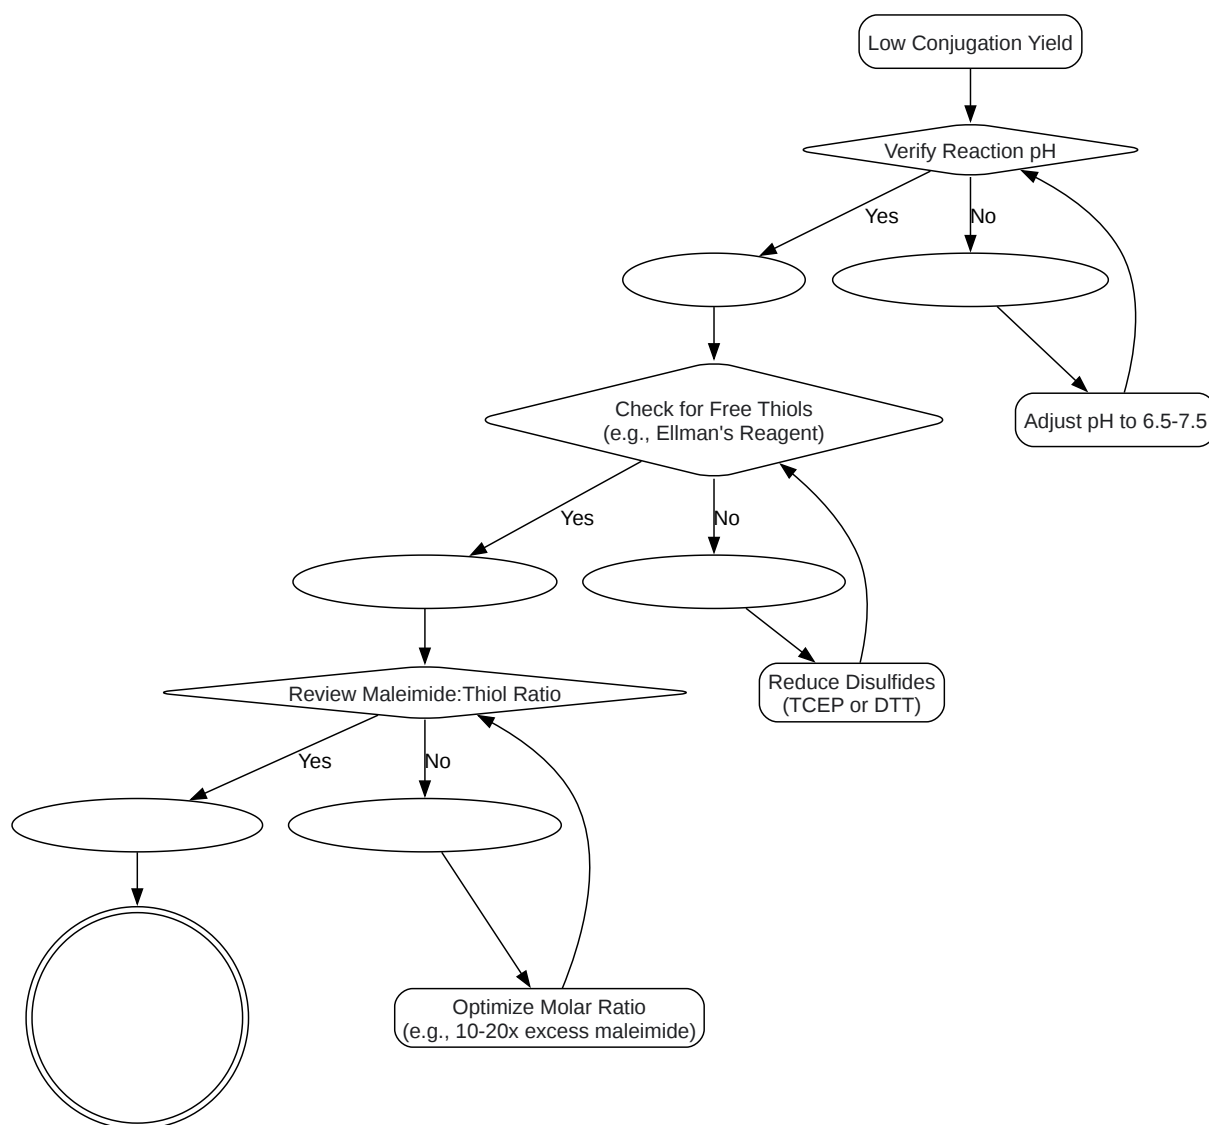 Low Conjugation Yield
Verify Reaction pH
Yes
No
Adjust pH to 6.5-7.5
Check for Free Thiols
(e.g., Ellman's Reagent)
Yes
No
Reduce Disulfides
(TCEP or DTT)
Review Maleimide:Thiol Ratio
Yes
No
Optimize Molar Ratio
(e.g., 10-20x excess maleimide)